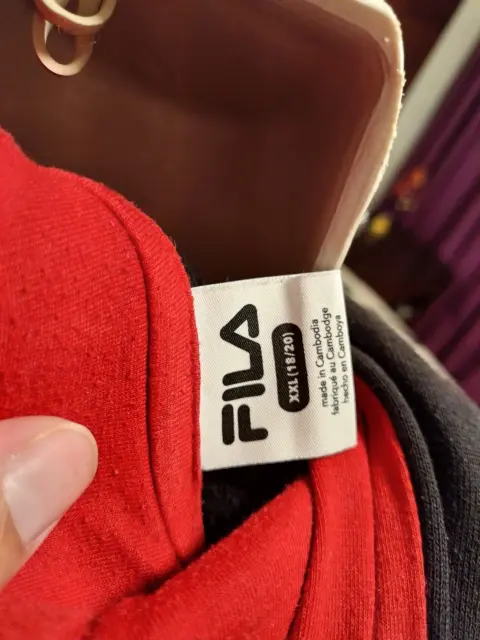 FILA
XXL (18/20)
made in Cambodia
fabriqué au Cambodge
hecho en Camboya